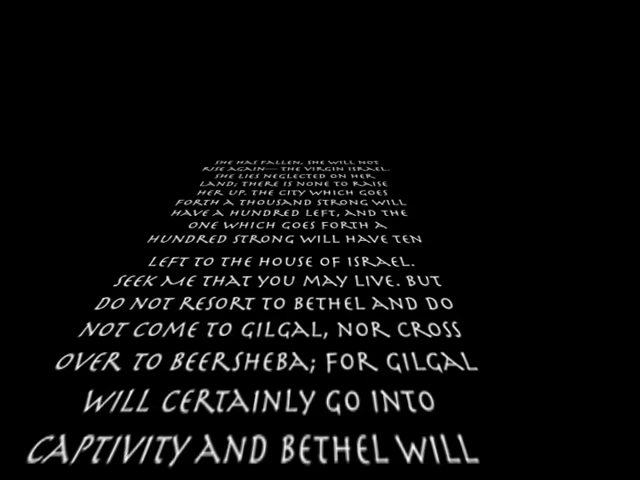 SHE HAS FALLEN, SHE WILL NOT
RISE AGAIN— THE VIRGIN ISRAEL.
SHE LIES NEGLECTED ON HER
LAND; THERE IS NONE TO RAISE
HER UP. THE CITY WHICH GOES
FORTH A THOUSAND STRONG WILL
HAVE A HUNDRED LEFT, AND THE
ONE WHICH GOES FORTH A
HUNDRED STRONG WILL HAVE TEN
LEFT TO THE HOUSE OF ISRAEL.
SEEK ME THAT YOU MAY LIVE. BUT
DO NOT RESORT TO BETHEL AND DO
NOT COME TO GILGAL, NOR CROSS
OVER TO BEERSHEBA; FOR GILGAL
WILL CERTAINLY GO INTO
CAPTIVITY AND BETHEL WILL